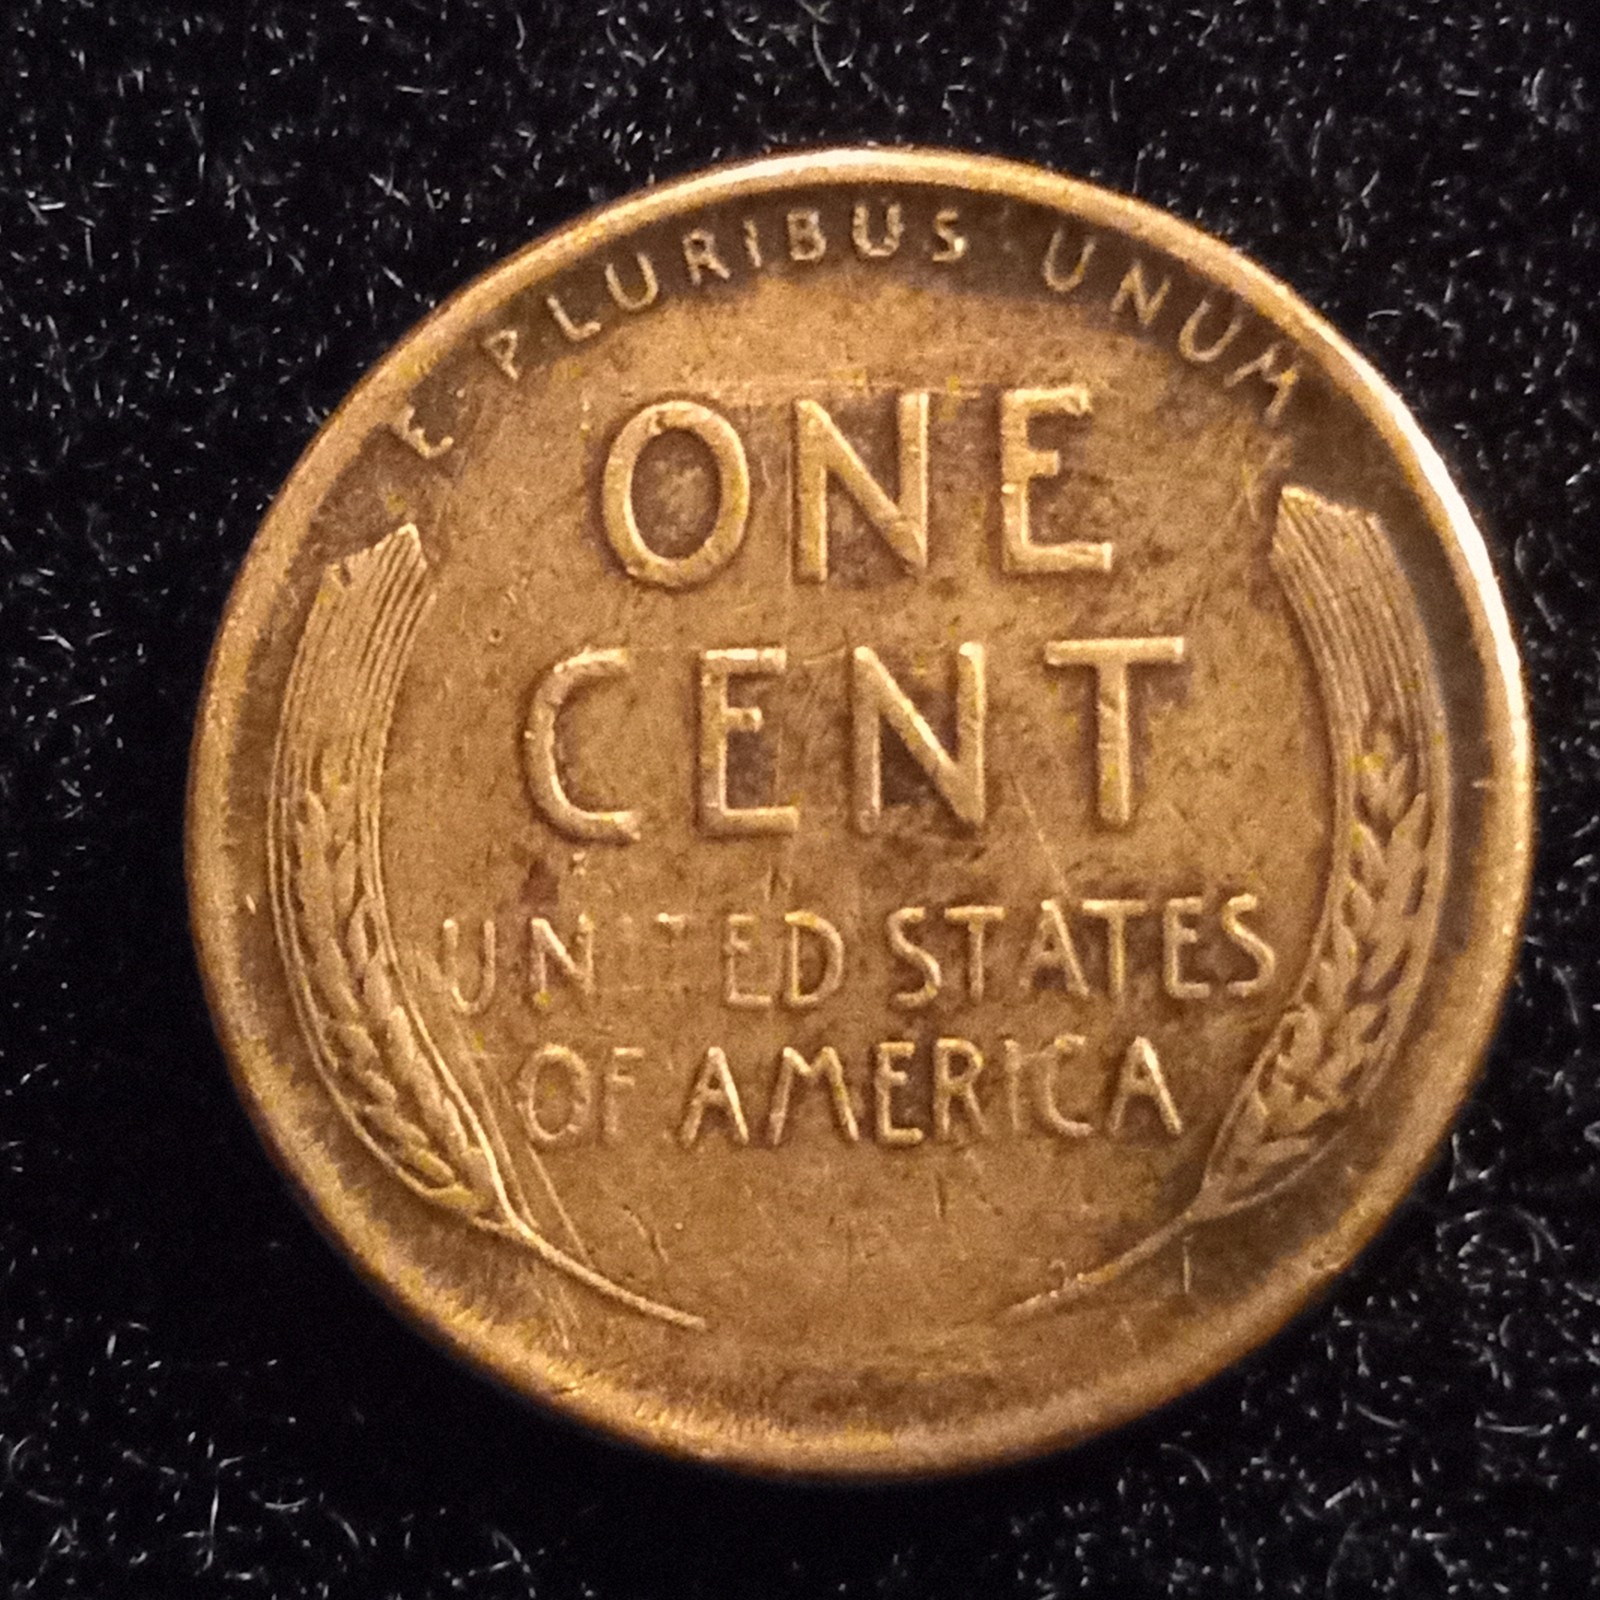 E · PLURIBUS · UNUM
ONE
CENT
UNITED STATES
OF AMERICA